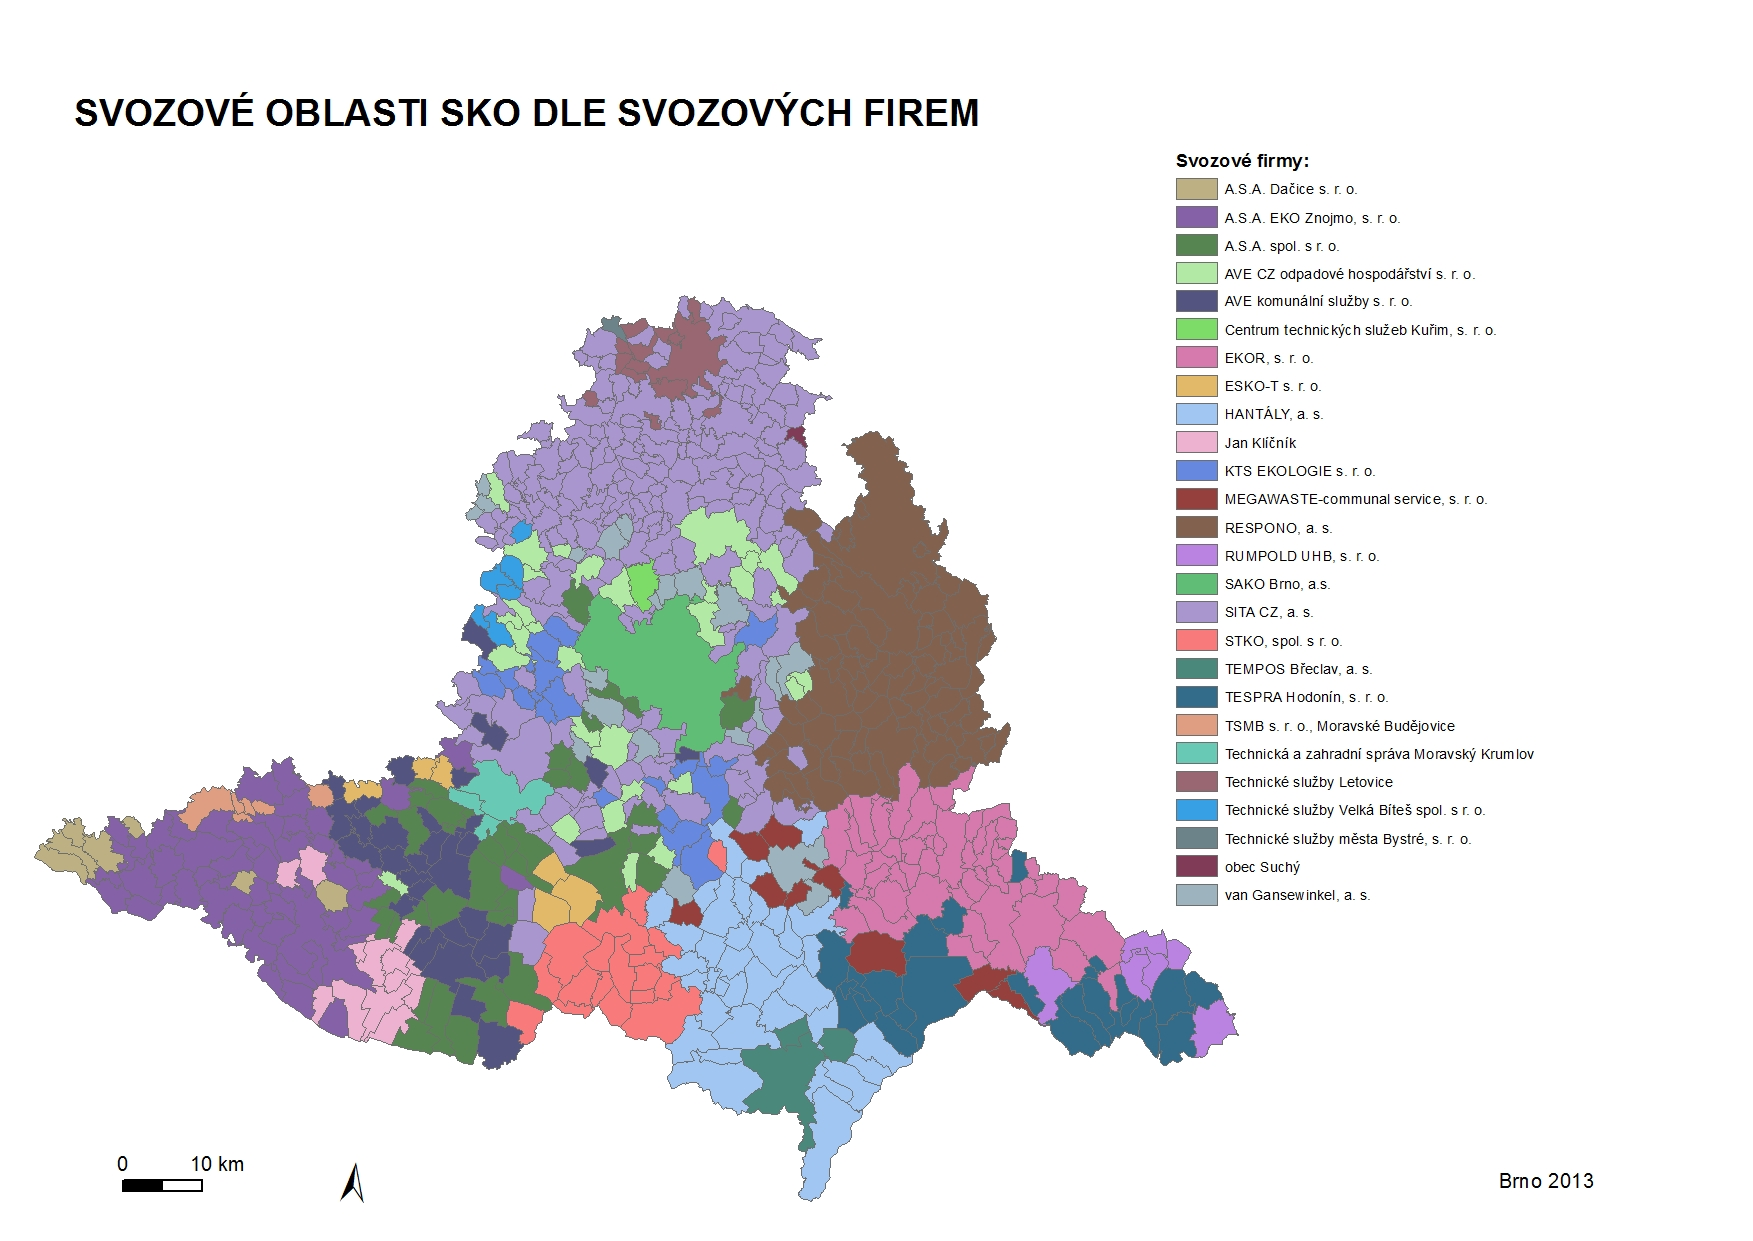 SVOZOVÉ OBLASTI SKO DLE SVOZOVÝCH FIREM
Svozové firmy:
A.S.A. Dačice s. r. o.
A.S.A. EKO Znojmo, s. r. o.
A.S.A. spol. s r. o.
AVE CZ odpadové hospodářství s. r. o.
AVE komunální služby s. r. o.
Centrum technických služeb Kuřim, s. r. o.
EKOR, s. r. o.
ESKO-T s. r. o.
HANTÁLY, a. s.
Jan Klíčník
KTS EKOLOGIE s. r. o.
MEGAWASTE-communal service, s. r. o.
RESPONO, a. s.
RUMPOLD UHB, s. r. o.
SAKO Brno, a.s.
SITA CZ, a. s.
STKO, spol. s r. o.
TEMPOS Břeclav, a. s.
TESPRA Hodonín, s. r. o.
TSMB s. r. o., Moravské Budějovice
Technická a zahradní správa Moravský Krumlov
Technické služby Letovice
Technické služby Velká Bíteš spol. s r. o.
Technické služby města Bystré, s. r. o.
obec Suchý
van Gansewinkel, a. s.
0 10 km
Brno 2013